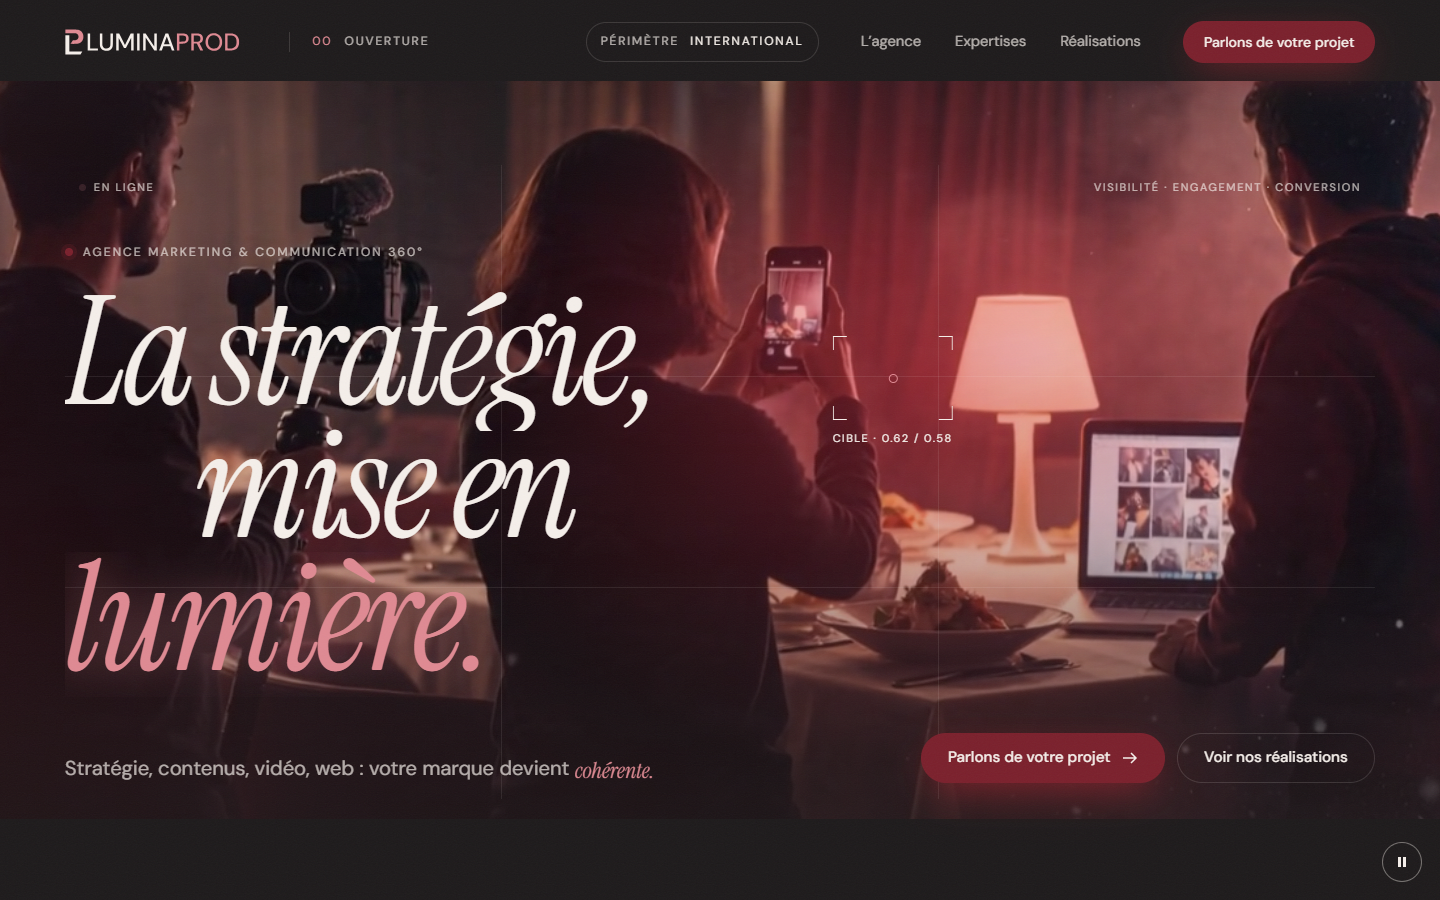 LUMINAPROD
00 OUVERTURE
PÉRIMÈTRE INTERNATIONAL
L'agence
Expertises
Réalisations
Parlons de votre projet
EN LIGNE
VISIBILITÉ · ENGAGEMENT · CONVERSION
AGENCE MARKETING & COMMUNICATION 360°
La stratégie,
mise en
lumière.
CIBLE · 0.62 / 0.58
Stratégie, contenus, vidéo, web : votre marque devient cohérente.
Parlons de votre projet →
Voir nos réalisations